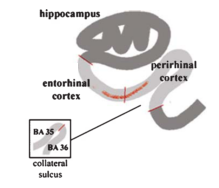 hippocampus
perirhinal
cortex
entorhinal
cortex
BA 35
BA 36
collateral
sulcus